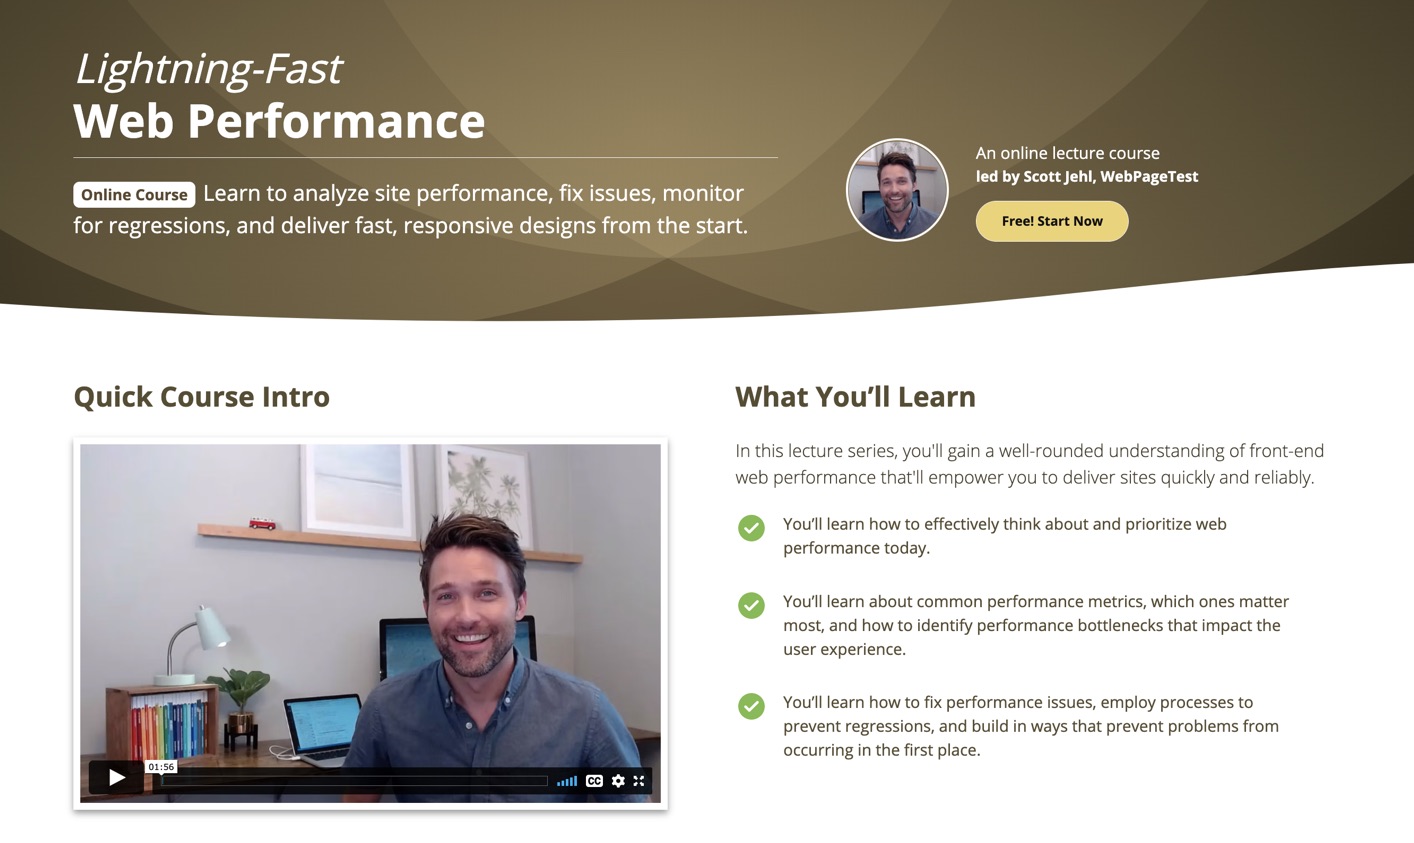 Lightning-Fast
Web Performance
Online Course Learn to analyze site performance, fix issues, monitor
for regressions, and deliver fast, responsive designs from the start.
An online lecture course
led by Scott Jehl, WebPageTest
Free! Start Now
Quick Course Intro
01:56
CC
What You’ll Learn
In this lecture series, you'll gain a well-rounded understanding of front-end
web performance that'll empower you to deliver sites quickly and reliably.
You’ll learn how to effectively think about and prioritize web
performance today.
You’ll learn about common performance metrics, which ones matter
most, and how to identify performance bottlenecks that impact the
user experience.
You’ll learn how to fix performance issues, employ processes to
prevent regressions, and build in ways that prevent problems from
occurring in the first place.